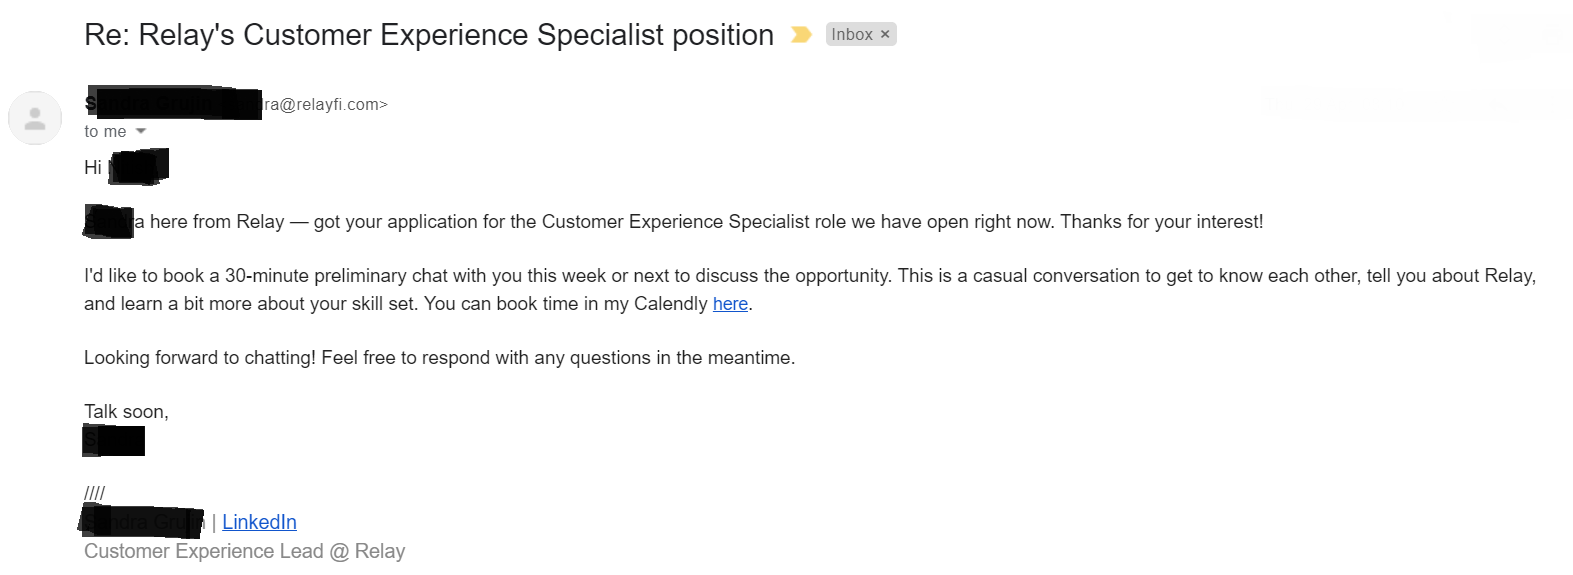 Re: Relay's Customer Experience Specialist position Inbox ×
ra@relayfi.com>
to me
Hi
a here from Relay — got your application for the Customer Experience Specialist role we have open right now. Thanks for your interest!
I'd like to book a 30-minute preliminary chat with you this week or next to discuss the opportunity. This is a casual conversation to get to know each other, tell you about Relay,
and learn a bit more about your skill set. You can book time in my Calendly here.
Looking forward to chatting! Feel free to respond with any questions in the meantime.
Talk soon,
////
| LinkedIn
Customer Experience Lead @ Relay